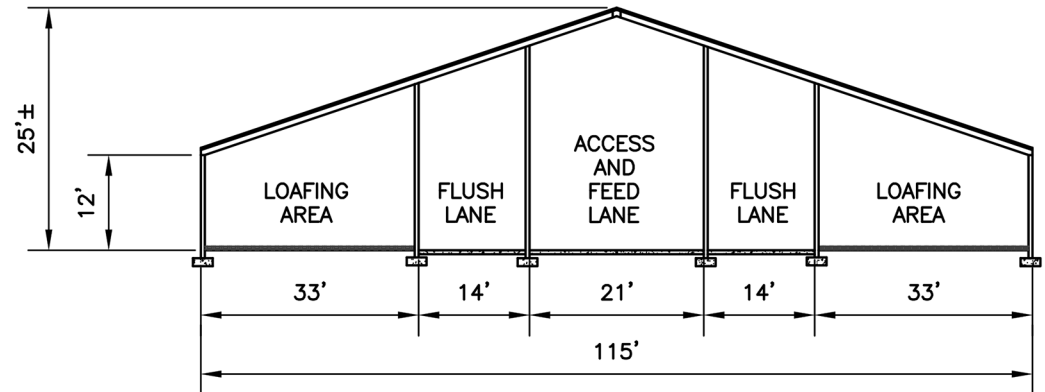 25'±
12'
LOAFING
AREA
FLUSH
LANE
ACCESS
AND
FEED
LANE
FLUSH
LANE
LOAFING
AREA
33'
14'
21'
14'
33'
115'